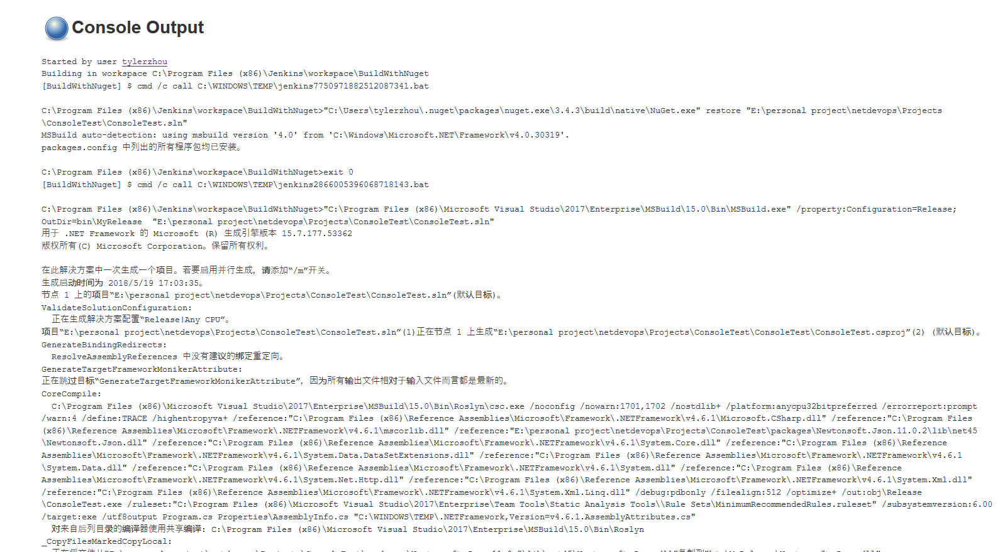 Console Output
Started by user tylerzhou
Building in workspace C:\Program Files (x86)\Jenkins\workspace\BuildWithNuget
[BuildWithNuget] $ cmd /c call C:\WINDOWS\TEMP\jenkins7750971882512087341.bat
C:\Program Files (x86)\Jenkins\workspace\BuildWithNuget>"C:\Users\tylerzhou\.nuget\packages\nuget.exe\3.4.3\build\native\NuGet.exe" restore "E:\personal project\netdevops\Projects
\ConsoleTest\ConsoleTest.sln"
MSBuild auto-detection: using msbuild version '4.0' from 'C:\Windows\Microsoft.NET\Framework\v4.0.30319'.
packages.config 中列出的所有程序包均已安装。
C:\Program Files (x86)\Jenkins\workspace\BuildWithNuget>exit 0
[BuildWithNuget] $ cmd /c call C:\WINDOWS\TEMP\jenkins2866005396068718143.bat
C:\Program Files (x86)\Jenkins\workspace\BuildWithNuget>"C:\Program Files (x86)\Microsoft Visual Studio\2017\Enterprise\MSBuild\15.0\Bin\MSBuild.exe" /property:Configuration=Release;
OutDir=bin\MyRelease  "E:\personal project\netdevops\Projects\ConsoleTest\ConsoleTest.sln"
用于 .NET Framework 的 Microsoft (R) 生成引擎版本 15.7.177.53362
版权所有(C) Microsoft Corporation。保留所有权利。
在此解决方案中一次生成一个项目。若要启用并行生成，请添加“/m”开关。
生成启动时间为 2018/5/19 17:03:35。
节点 1 上的项目“E:\personal project\netdevops\Projects\ConsoleTest\ConsoleTest.sln”(默认目标)。
ValidateSolutionConfiguration:
正在生成解决方案配置“Release|Any CPU”。
项目“E:\personal project\netdevops\Projects\ConsoleTest\ConsoleTest.sln”(1)正在节点 1 上生成“E:\personal project\netdevops\Projects\ConsoleTest\ConsoleTest\ConsoleTest.csproj”(2) (默认目标)。
GenerateBindingRedirects:
ResolveAssemblyReferences 中没有建议的绑定重定向。
GenerateTargetFrameworkMonikerAttribute:
正在跳过目标“GenerateTargetFrameworkMonikerAttribute”，因为所有输出文件相对于输入文件而言都是最新的。
CoreCompile:
C:\Program Files (x86)\Microsoft Visual Studio\2017\Enterprise\MSBuild\15.0\Bin\Roslyn\csc.exe /noconfig /nowarn:1701,1702 /nostdlib+ /platform:anycpu32bitpreferred /errorreport:prompt
/warn:4 /define:TRACE /highentropyva+ /reference:"C:\Program Files (x86)\Reference Assemblies\Microsoft\Framework\.NETFramework\v4.6.1\Microsoft.CSharp.dll" /reference:"C:\Program Files
(x86)\Reference Assemblies\Microsoft\Framework\.NETFramework\v4.6.1\mscorlib.dll" /reference:"E:\personal project\netdevops\Projects\ConsoleTest\packages\Newtonsoft.Json.11.0.2\lib\net45
\Newtonsoft.Json.dll" /reference:"C:\Program Files (x86)\Reference Assemblies\Microsoft\Framework\.NETFramework\v4.6.1\System.Core.dll" /reference:"C:\Program Files (x86)\Reference
Assemblies\Microsoft\Framework\.NETFramework\v4.6.1\System.Data.DataSetExtensions.dll" /reference:"C:\Program Files (x86)\Reference Assemblies\Microsoft\Framework\.NETFramework\v4.6.1
\System.Data.dll" /reference:"C:\Program Files (x86)\Reference Assemblies\Microsoft\Framework\.NETFramework\v4.6.1\System.dll" /reference:"C:\Program Files (x86)\Reference
Assemblies\Microsoft\Framework\.NETFramework\v4.6.1\System.Net.Http.dll" /reference:"C:\Program Files (x86)\Reference Assemblies\Microsoft\Framework\.NETFramework\v4.6.1\System.Xml.dll"
/reference:"C:\Program Files (x86)\Reference Assemblies\Microsoft\Framework\.NETFramework\v4.6.1\System.Xml.Linq.dll" /debug:pdbonly /filealign:512 /optimize+ /out:obj\Release
\ConsoleTest.exe /ruleset:"C:\Program Files (x86)\Microsoft Visual Studio\2017\Enterprise\Team Tools\Static Analysis Tools\\Rule Sets\MinimumRecommendedRules.ruleset" /subsystemversion:6.00
/target:exe /utf8output Program.cs Properties\AssemblyInfo.cs "C:\WINDOWS\TEMP\.NETFramework,Version=v4.6.1.AssemblyAttributes.cs"
对来自后列目录的编译器使用共享编译: C:\Program Files (x86)\Microsoft Visual Studio\2017\Enterprise\MSBuild\15.0\Bin\Roslyn
_CopyFilesMarkedCopyLocal: